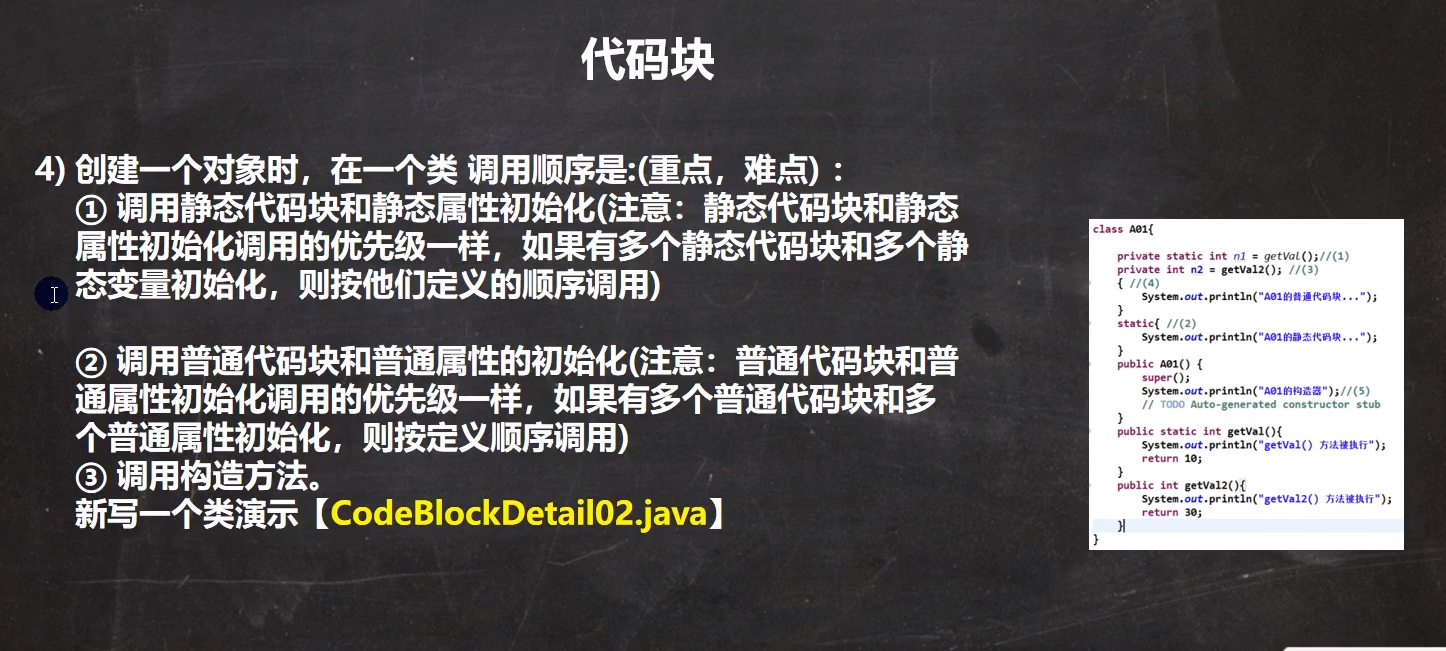 代码块
4) 创建一个对象时，在一个类 调用顺序是:(重点，难点) ：
① 调用静态代码块和静态属性初始化(注意：静态代码块和静态
属性初始化调用的优先级一样，如果有多个静态代码块和多个静
态变量初始化，则按他们定义的顺序调用)
② 调用普通代码块和普通属性的初始化(注意：普通代码块和普
通属性初始化调用的优先级一样，如果有多个普通代码块和多
个普通属性初始化，则按定义顺序调用)
③ 调用构造方法。
新写一个类演示【CodeBlockDetail02.java】
class A01{
private static int n1 = getVal();//(1)
private int n2 = getVal2(); //(3)
{ //(4)
System.out.println("A01的普通代码块...");
}
static{ //(2)
System.out.println("A01的静态代码块...");
}
public A01() {
super();
System.out.println("A01的构造器");//(5)
// TODO Auto-generated constructor stub
}
public static int getVal(){
System.out.println("getVal() 方法被执行");
return 10;
}
public int getVal2(){
System.out.println("getVal2() 方法被执行");
return 30;
}
}